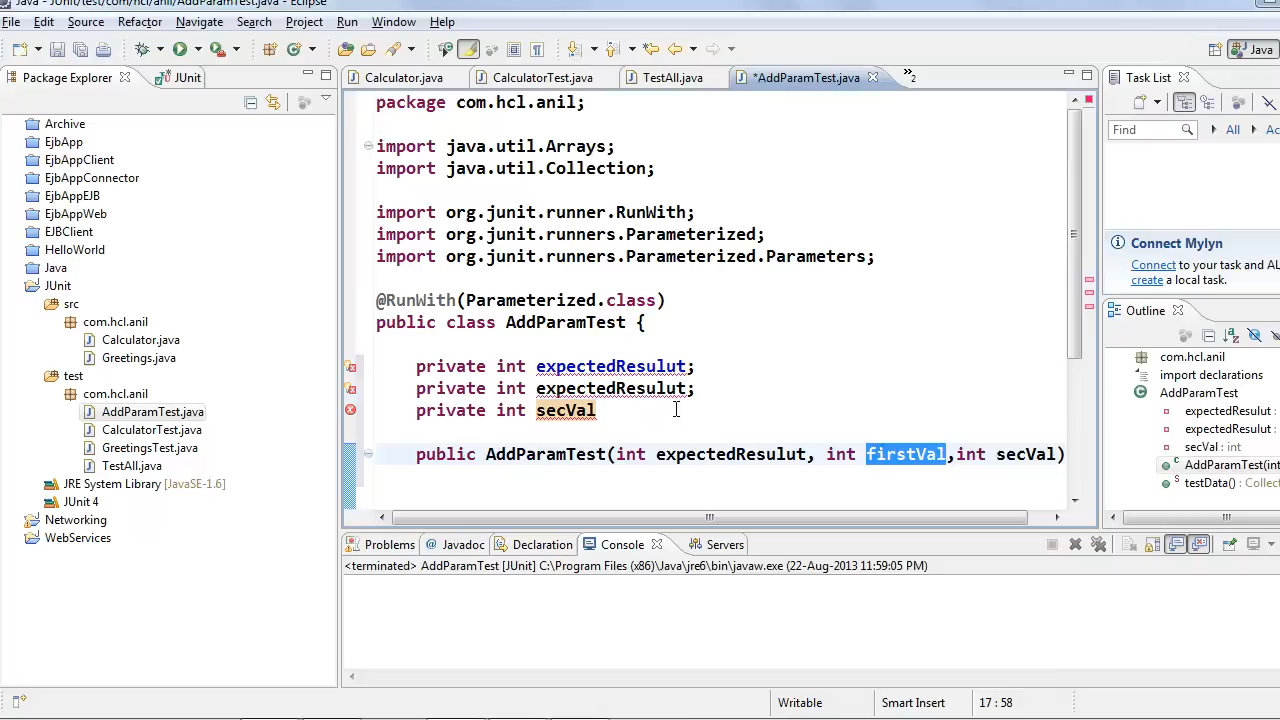 Java - JUnit/test/com/hcl/anil/AddParamTest.java - Eclipse
File Edit Source Refactor Navigate Search Project Run Window Help
Java
Package Explorer JUnit
Calculator.java CalculatorTest.java TestAll.java *AddParamTest.java »2
Task List
Archive
EjbApp
EjbAppClient
EjbAppConnector
EjbAppEJB
EjbAppWeb
EJBClient
HelloWorld
Java
JUnit
src
com.hcl.anil
Calculator.java
Greetings.java
test
com.hcl.anil
AddParamTest.java
CalculatorTest.java
GreetingsTest.java
TestAll.java
JRE System Library [JavaSE-1.6]
JUnit 4
Networking
WebServices
package com.hcl.anil;
import java.util.Arrays;
import java.util.Collection;
import org.junit.runner.RunWith;
import org.junit.runners.Parameterized;
import org.junit.runners.Parameterized.Parameters;
@RunWith(Parameterized.class)
public class AddParamTest {
private int expectedResulut;
private int expectedResulut;
private int secVal
public AddParamTest(int expectedResulut, int firstVal,int secVal)
Find All Ac
Connect Mylyn
Connect to your task and AL
create a local task.
Outline
com.hcl.anil
import declarations
AddParamTest
expectedResulut :
expectedResulut :
secVal : int
AddParamTest(int
testData() : Collec
Problems Javadoc Declaration Console Servers
<terminated> AddParamTest [JUnit] C:\Program Files (x86)\Java\jre6\bin\javaw.exe (22-Aug-2013 11:59:05 PM)
Writable Smart Insert 17 : 58